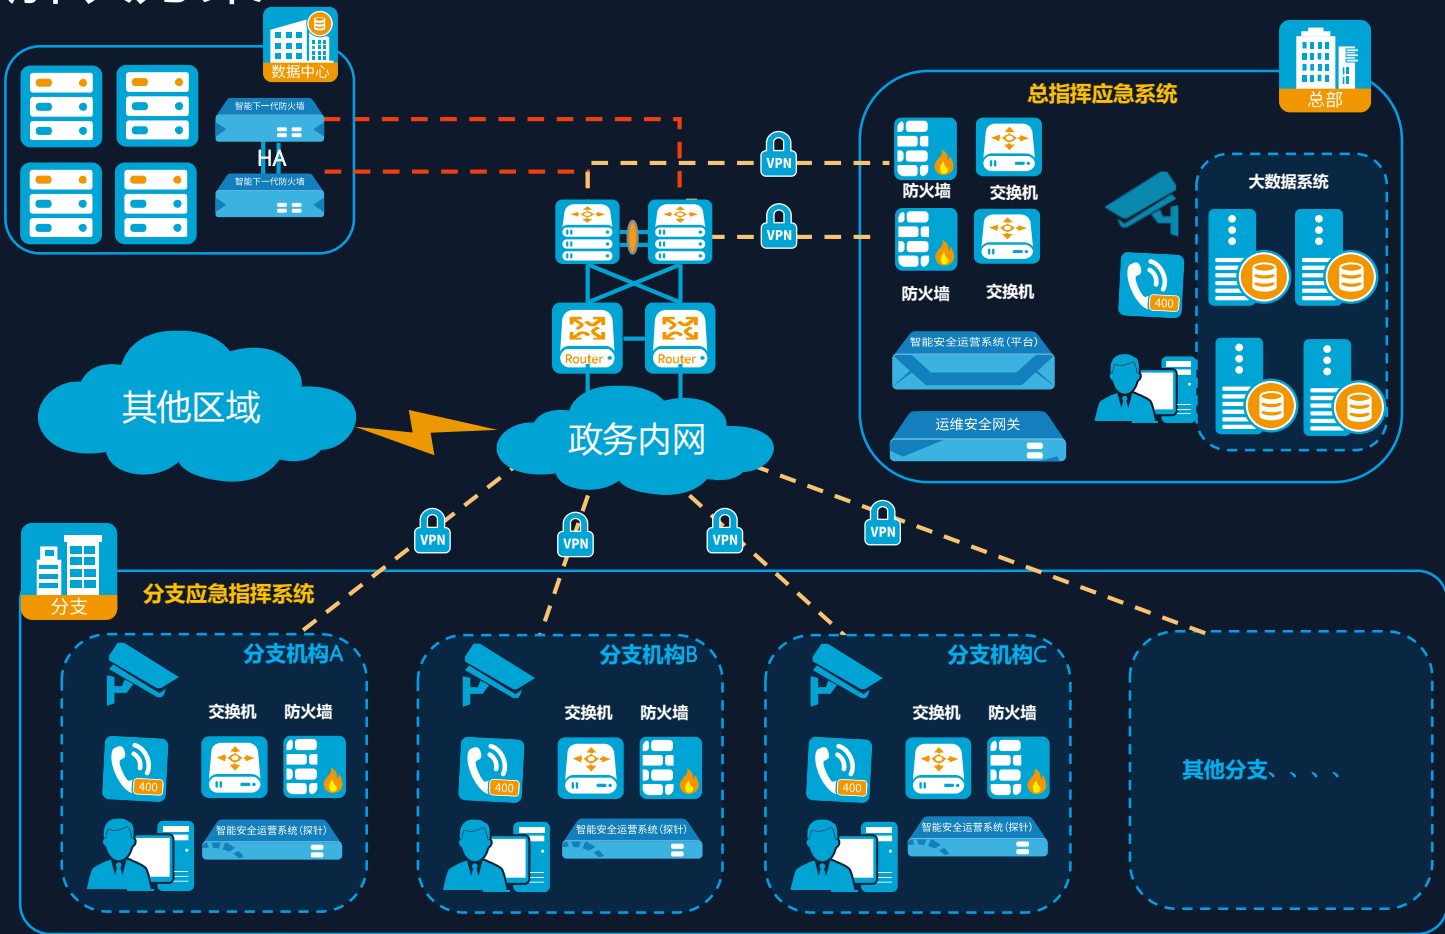 数据中心
智能下一代防火墙
HA
智能下一代防火墙
总指挥应急系统
总部
VPN
VPN
防火墙
交换机
防火墙
交换机
大数据系统
400
智能安全运营系统(平台)
运维安全网关
Router
Router
其他区域
政务内网
VPN
VPN
VPN
VPN
分支
分支应急指挥系统
分支机构A
交换机
防火墙
400
智能安全运营系统(探针)
分支机构B
交换机
防火墙
400
智能安全运营系统(探针)
分支机构C
交换机
防火墙
400
智能安全运营系统(探针)
其他分支、、、、